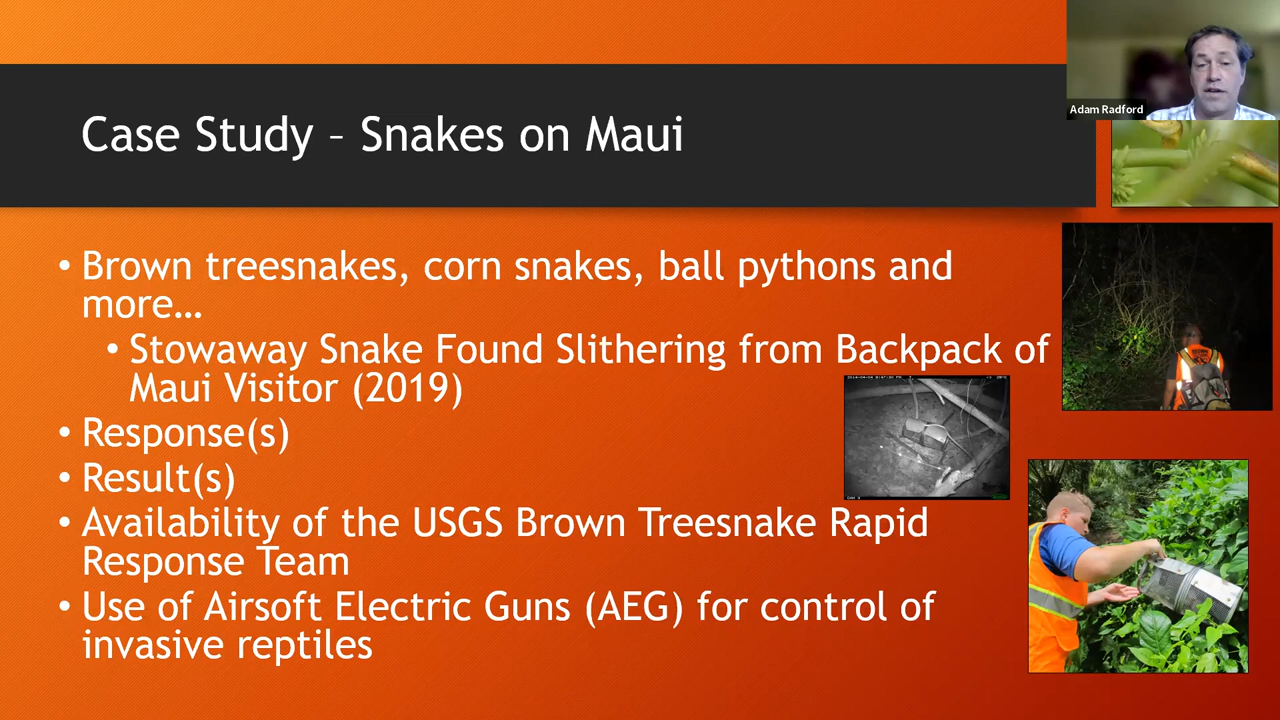 Adam Radford
Case Study – Snakes on Maui
• Brown treesnakes, corn snakes, ball pythons and
more…
• Stowaway Snake Found Slithering from Backpack of
Maui Visitor (2019)
• Response(s)
• Result(s)
• Availability of the USGS Brown Treesnake Rapid
Response Team
• Use of Airsoft Electric Guns (AEG) for control of
invasive reptiles